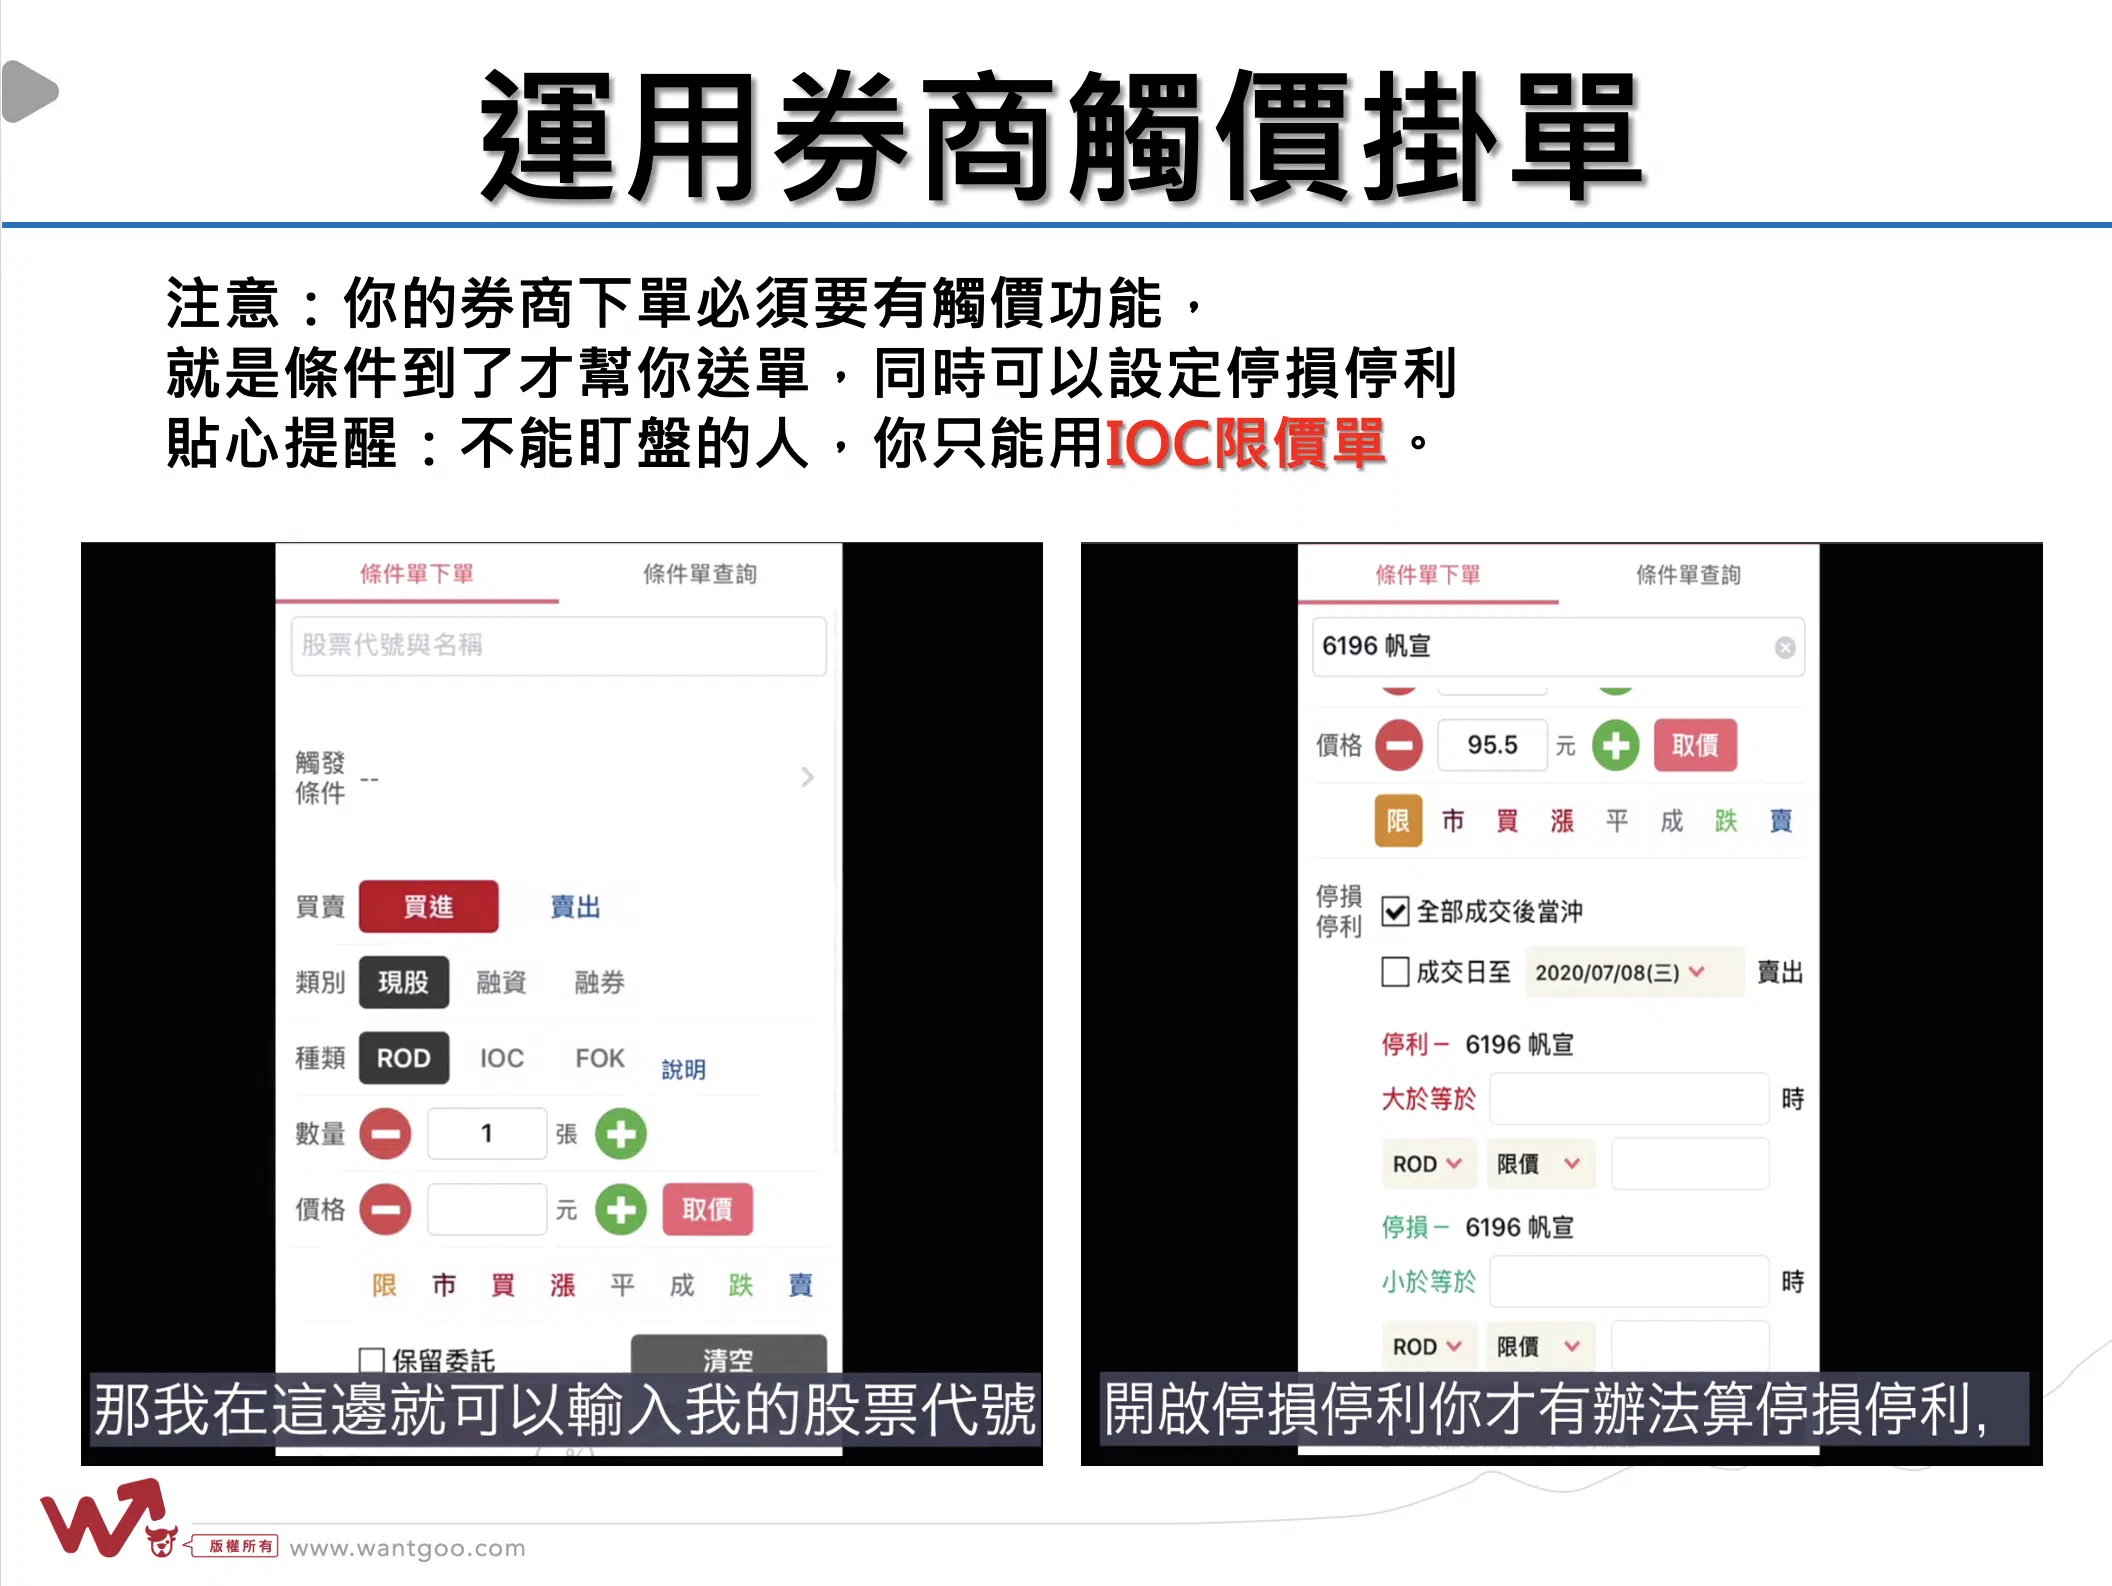 運用券商觸價掛單
注意：你的券商下單必須要有觸價功能，
就是條件到了才幫你送單，同時可以設定停損停利
貼心提醒：不能盯盤的人，你只能用IOC限價單。
條件單下單 條件單查詢
股票代號與名稱
觸發條件 --
買賣 買進 賣出
類別 現股 融資 融券
種類 ROD IOC FOK 說明
數量 1 張
價格 元 取價
限 市 買 漲 平 成 跌 賣
保留委託 清空
那我在這邊就可以輸入我的股票代號
條件單下單 條件單查詢
6196 帆宣
價格 95.5 元 取價
限 市 買 漲 平 成 跌 賣
停損停利 全部成交後當沖
成交日至 2020/07/08(三) 賣出
停利－ 6196 帆宣
大於等於 時
ROD 限價
停損－ 6196 帆宣
小於等於 時
ROD 限價
開啟停損停利你才有辦法算停損停利,
版權所有 www.wantgoo.com